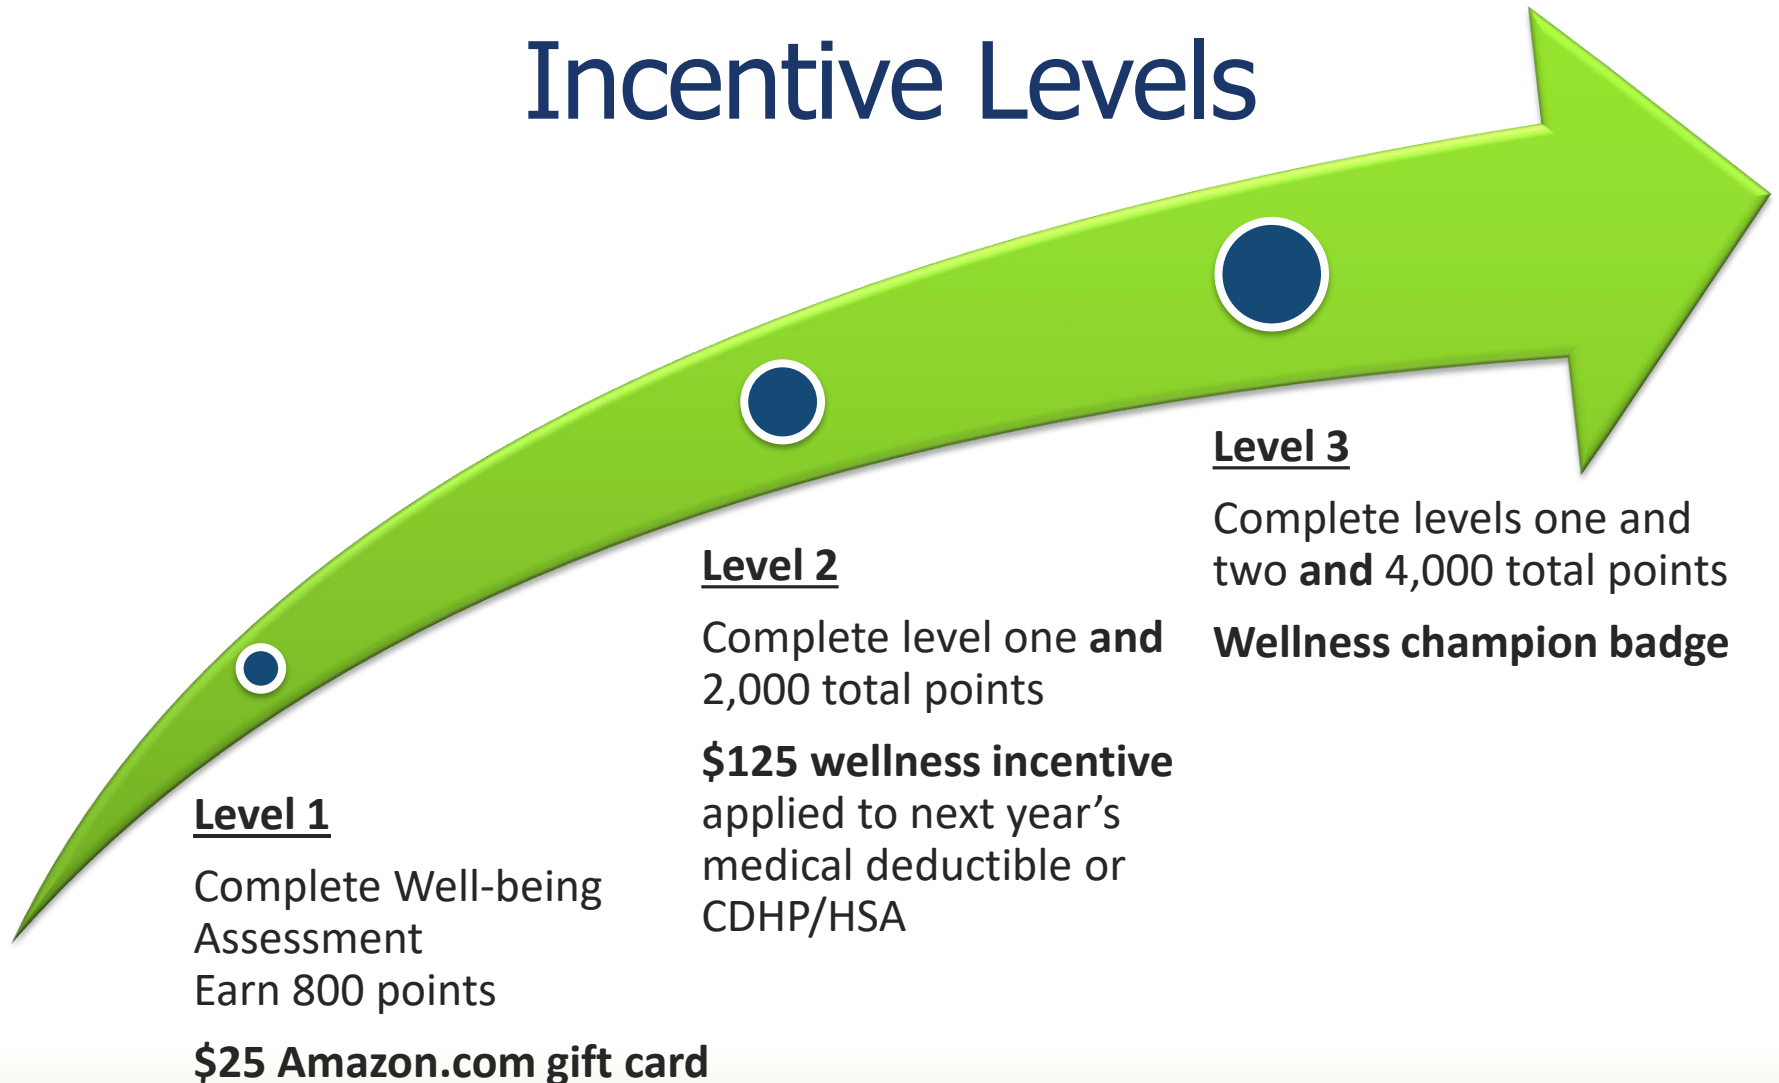 Incentive Levels
Level 1
Complete Well-being
Assessment
Earn 800 points
$25 Amazon.com gift card
Level 2
Complete level one and
2,000 total points
$125 wellness incentive
applied to next year’s
medical deductible or
CDHP/HSA
Level 3
Complete levels one and
two and 4,000 total points
Wellness champion badge